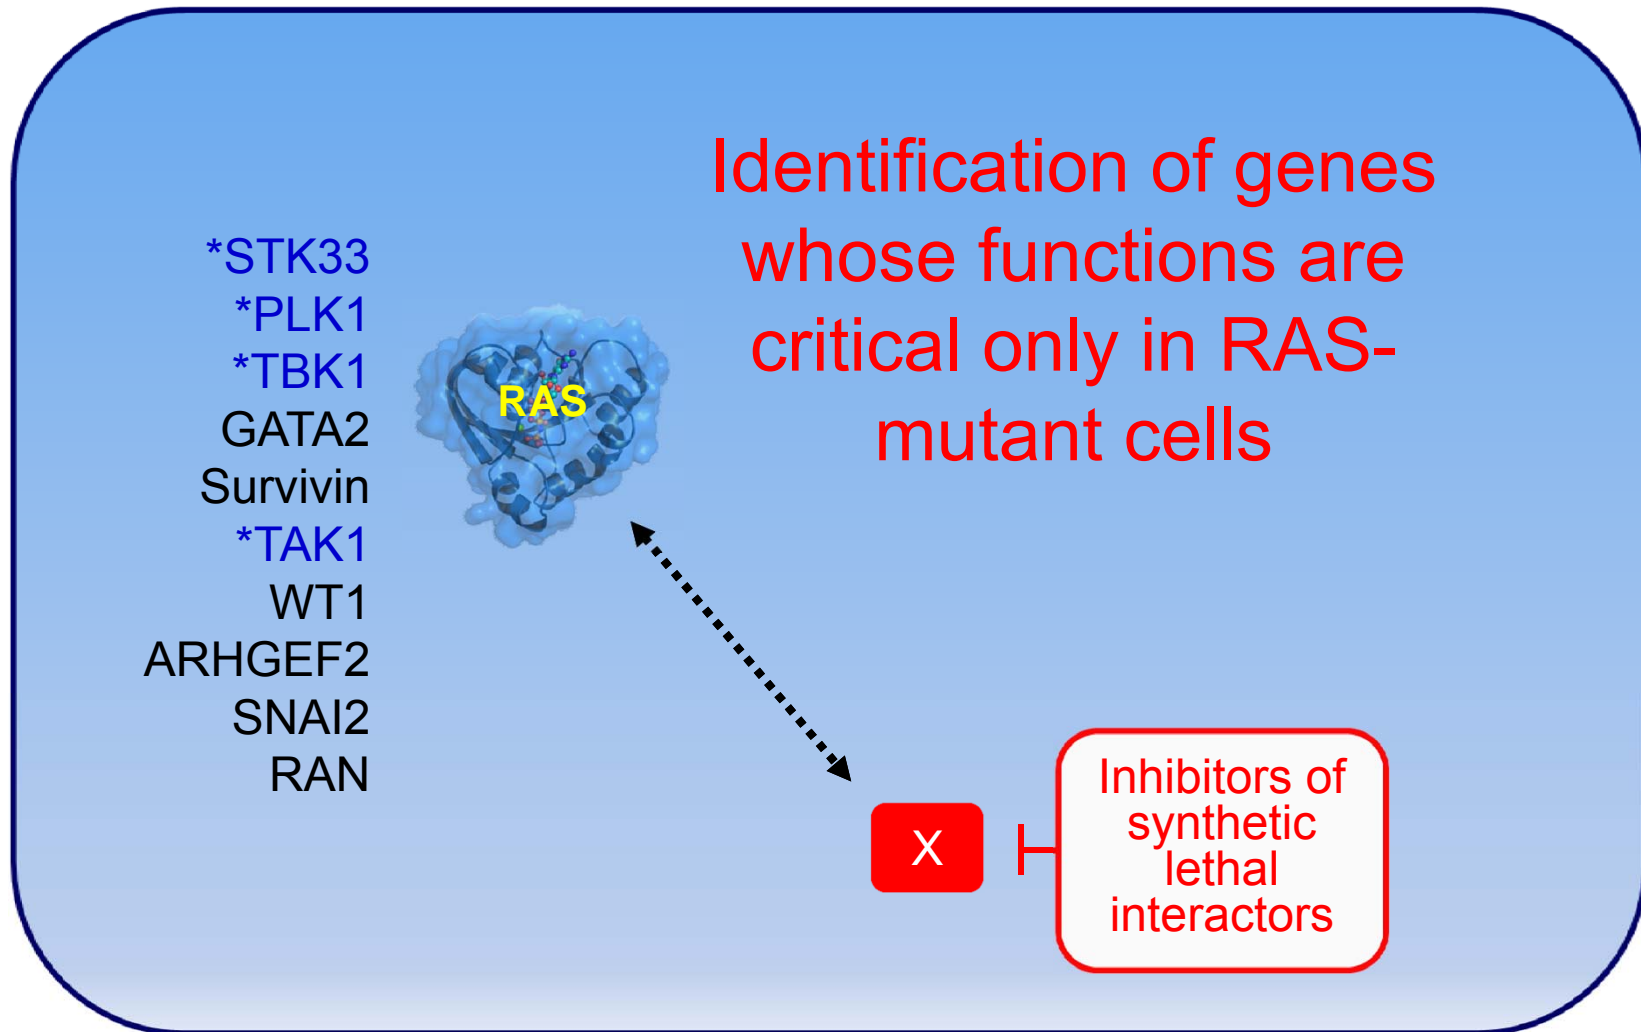 Identification of genes
whose functions are
critical only in RAS-
mutant cells
*STK33
*PLK1
*TBK1
GATA2
Survivin
*TAK1
WT1
ARHGEF2
SNAI2
RAN
RAS
X
Inhibitors of
synthetic
lethal
interactors